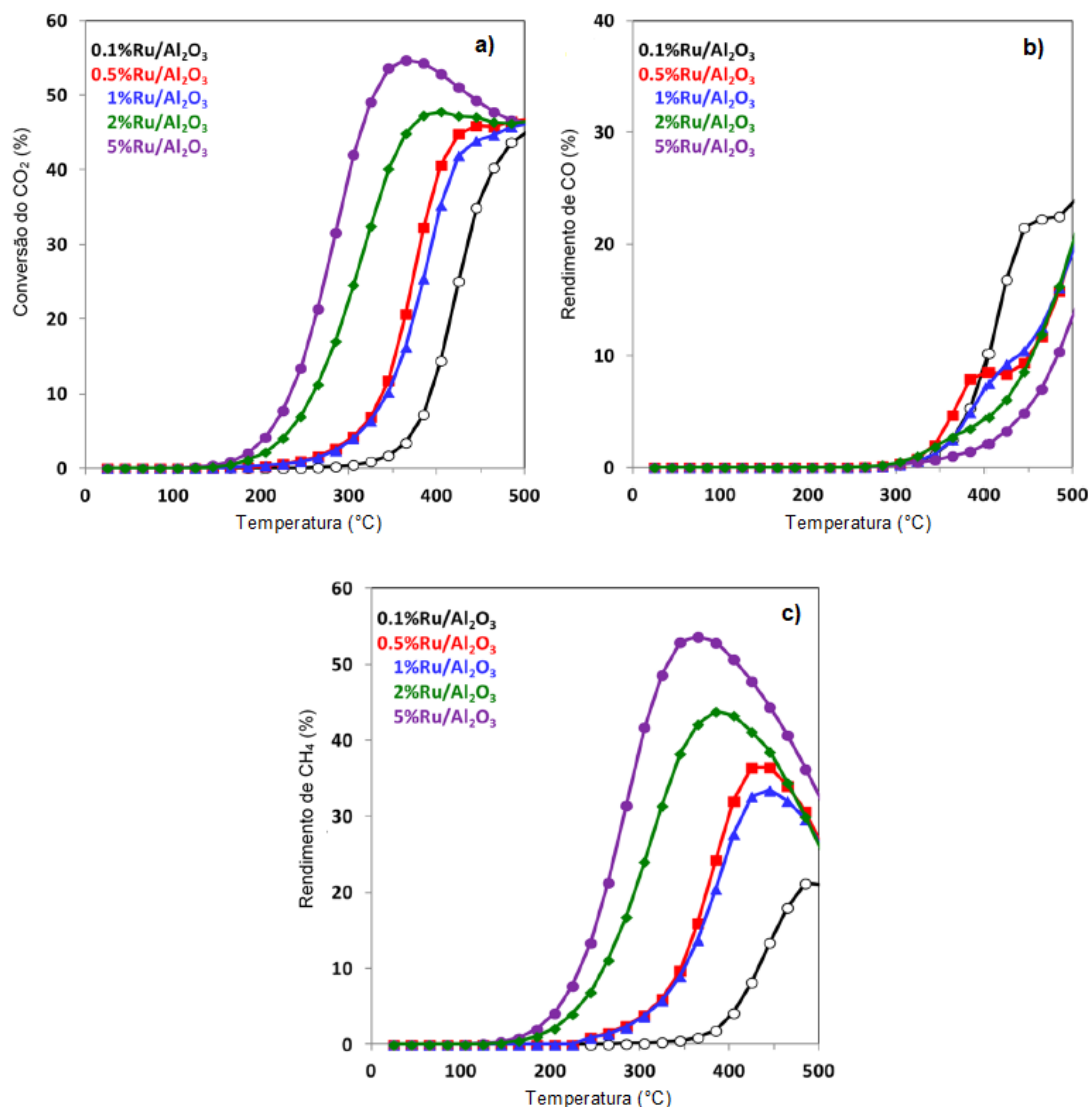 a)
0.1%Ru/Al₂O₃
0.5%Ru/Al₂O₃
1%Ru/Al₂O₃
2%Ru/Al₂O₃
5%Ru/Al₂O₃
Conversão do CO₂ (%)
60
50
40
30
20
10
0
0 100 200 300 400 500
Temperatura (°C)
b)
0.1%Ru/Al₂O₃
0.5%Ru/Al₂O₃
1%Ru/Al₂O₃
2%Ru/Al₂O₃
5%Ru/Al₂O₃
Rendimento de CO (%)
40
30
20
10
0
0 100 200 300 400 500
Temperatura (°C)
c)
0.1%Ru/Al₂O₃
0.5%Ru/Al₂O₃
1%Ru/Al₂O₃
2%Ru/Al₂O₃
5%Ru/Al₂O₃
Rendimento de CH₄ (%)
60
50
40
30
20
10
0
0 100 200 300 400 500
Temperatura (°C)